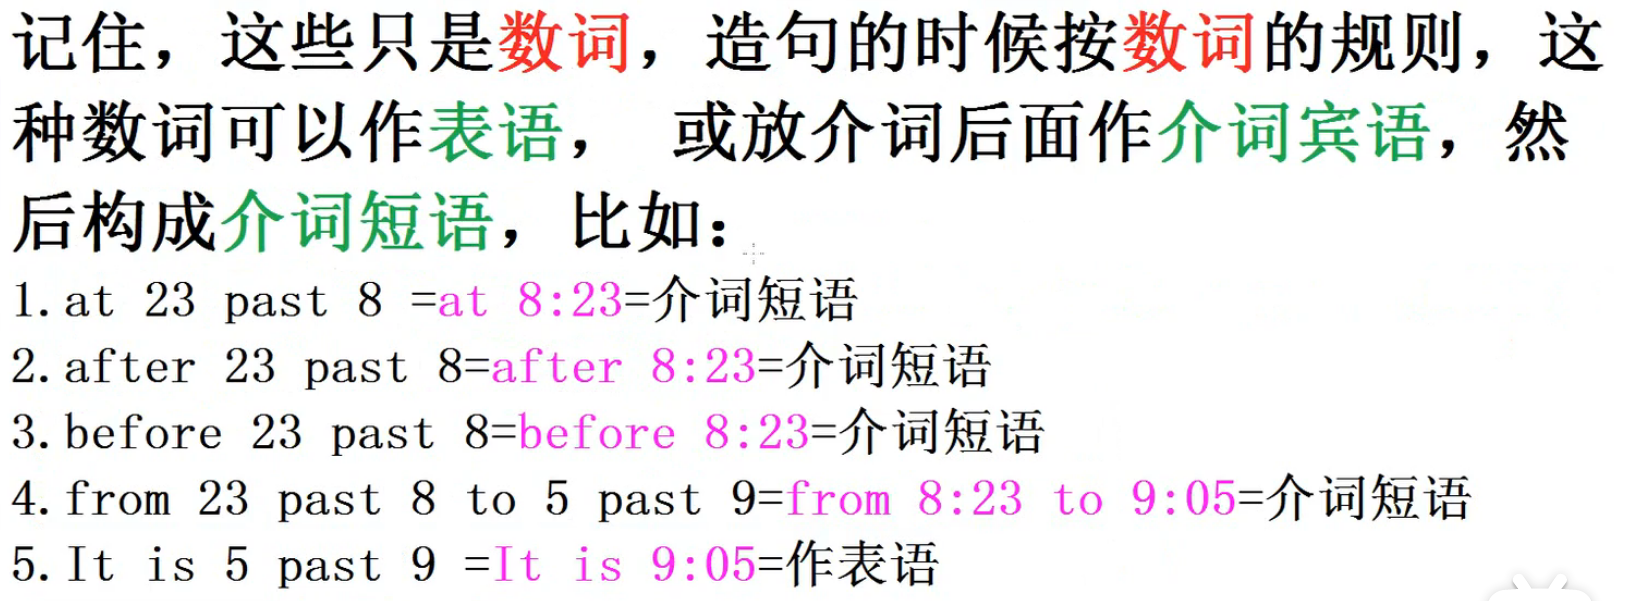 记住，这些只是数词，造句的时候按数词的规则，这
种数词可以作表语， 或放介词后面作介词宾语，然
后构成介词短语，比如：
1.at 23 past 8 =at 8:23=介词短语
2.after 23 past 8=after 8:23=介词短语
3.before 23 past 8=before 8:23=介词短语
4.from 23 past 8 to 5 past 9=from 8:23 to 9:05=介词短语
5.It is 5 past 9 =It is 9:05=作表语